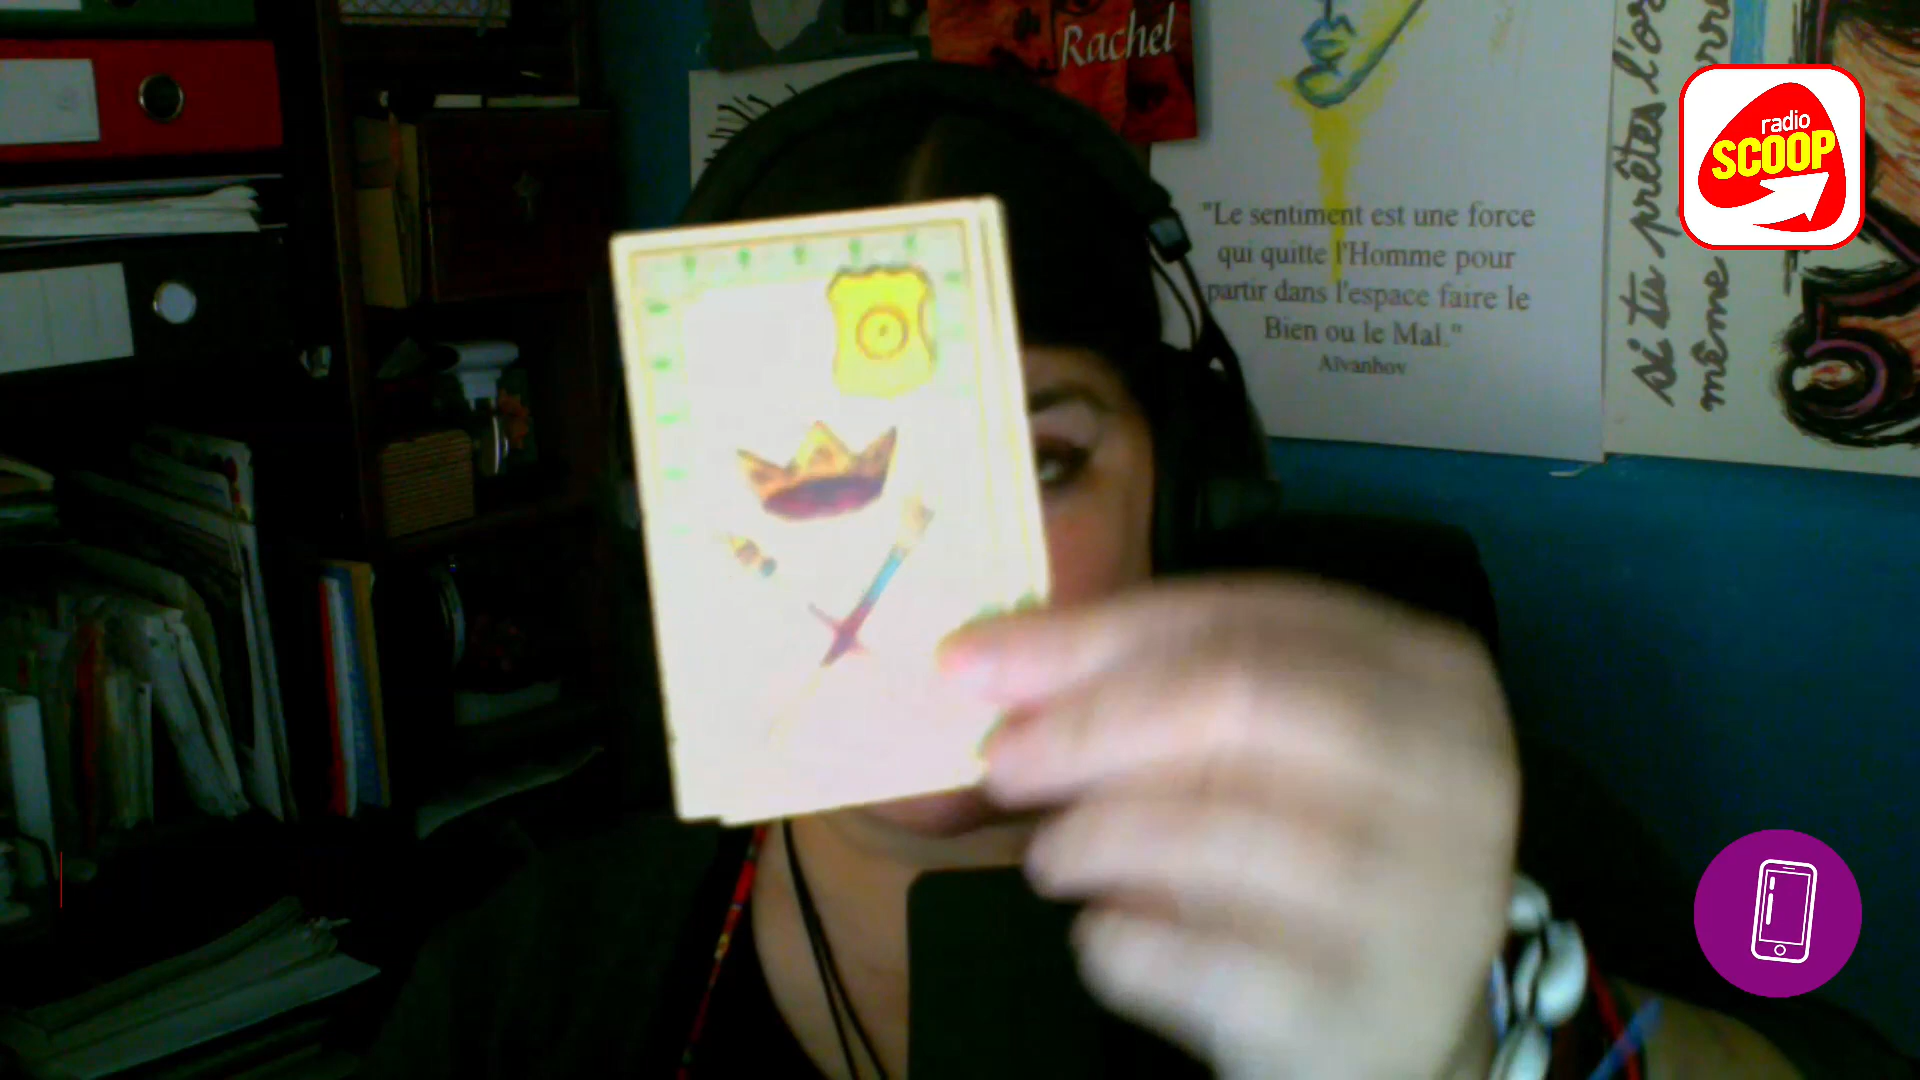 Rachel
radio
SCOOP
"Le sentiment est une force
qui quitte l'Homme pour
partir dans l'espace faire le
Bien ou le Mal."
Aïvanhov
si tu prêtes
même